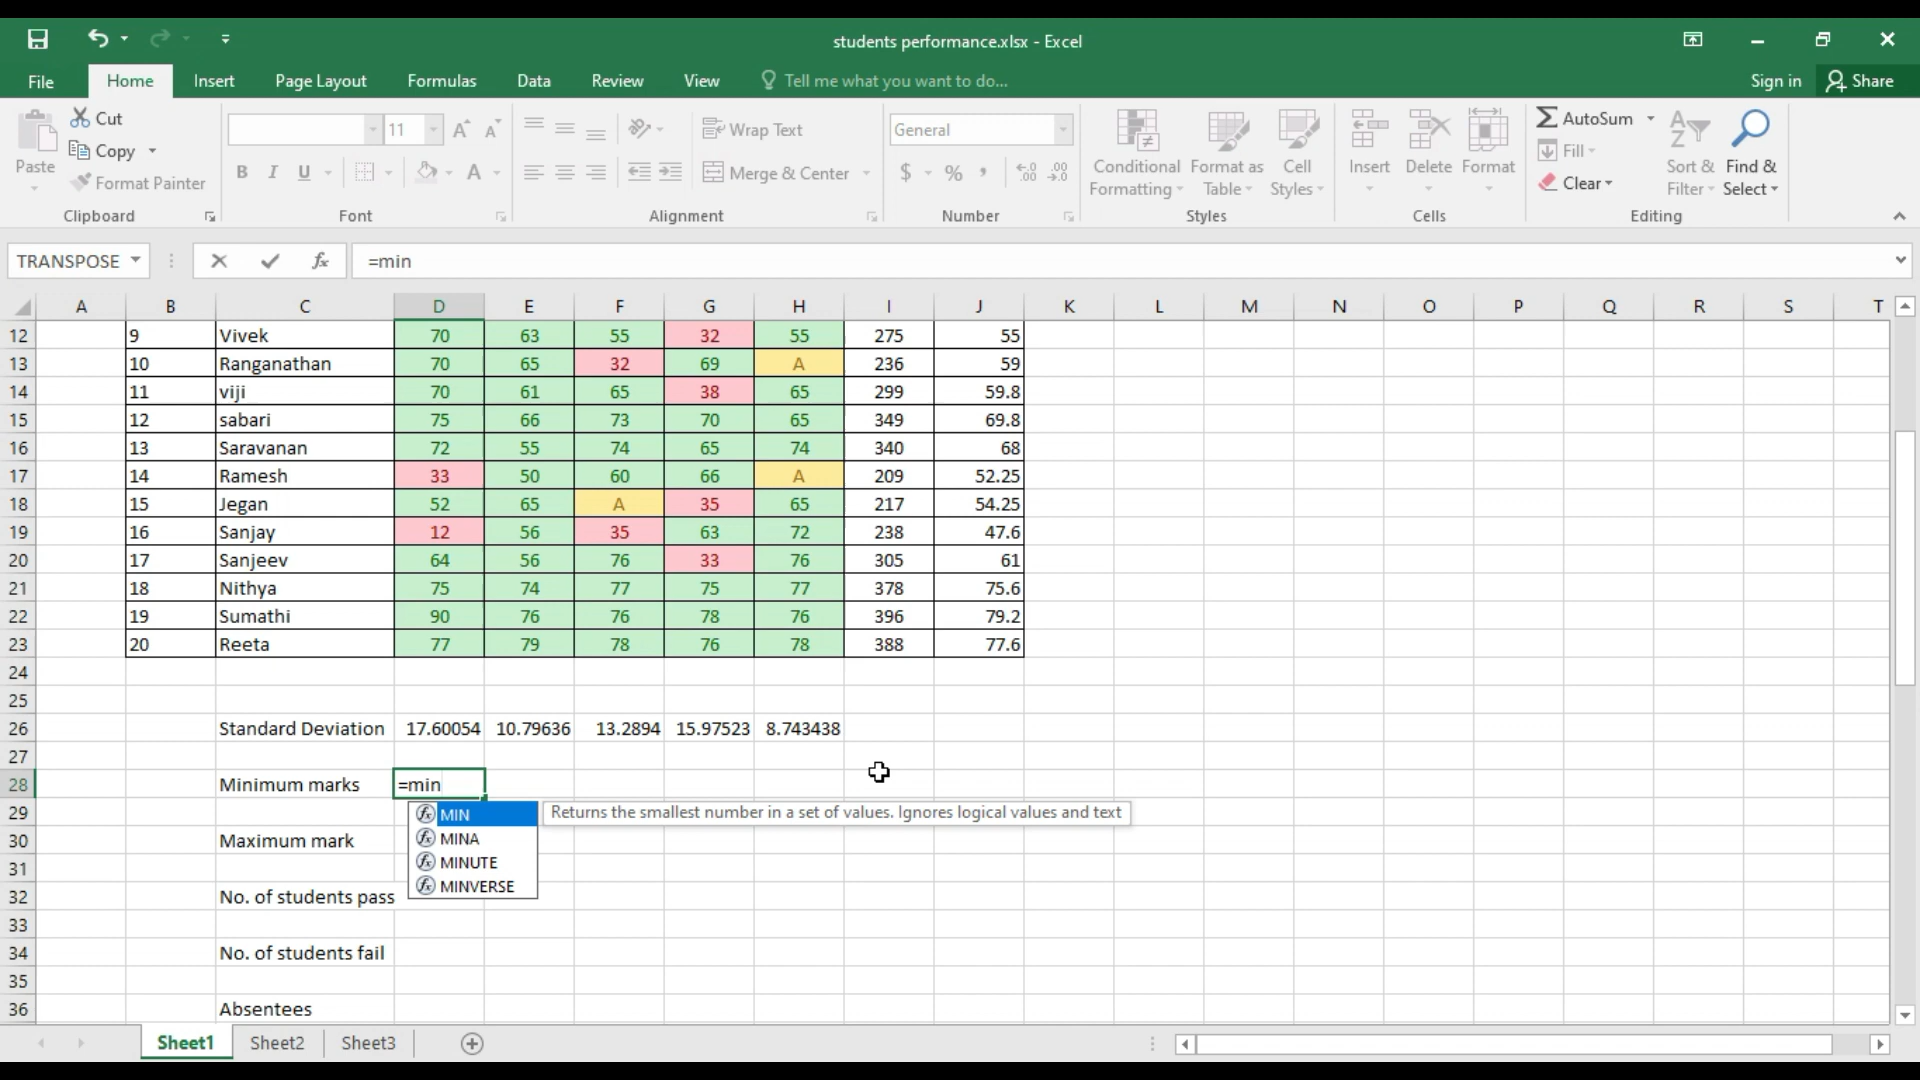 students performance.xlsx - Excel
File Home Insert Page Layout Formulas Data Review View Tell me what you want to do... Sign in Share
Paste Cut Copy Format Painter Clipboard
11 A A B I U A Font
Wrap Text Merge & Center Alignment
General $ % , .00 .00 Number
Conditional Formatting Format as Table Cell Styles Styles
Insert Delete Format Cells
AutoSum Fill Clear Sort & Filter Find & Select Editing
TRANSPOSE fx =min
A B C D E F G H I J K L M N O P Q R S T
12 9 Vivek 70 63 55 32 55 275 55
13 10 Ranganathan 70 65 32 69 A 236 59
14 11 viji 70 61 65 38 65 299 59.8
15 12 sabari 75 66 73 70 65 349 69.8
16 13 Saravanan 72 55 74 65 74 340 68
17 14 Ramesh 33 50 60 66 A 209 52.25
18 15 Jegan 52 65 A 35 65 217 54.25
19 16 Sanjay 12 56 35 63 72 238 47.6
20 17 Sanjeev 64 56 76 33 76 305 61
21 18 Nithya 75 74 77 75 77 378 75.6
22 19 Sumathi 90 76 76 78 76 396 79.2
23 20 Reeta 77 79 78 76 78 388 77.6
24
25
26 Standard Deviation 17.60054 10.79636 13.2894 15.97523 8.743438
27
28 Minimum marks =min
29 fx MIN Returns the smallest number in a set of values. Ignores logical values and text
30 Maximum mark fx MINA
31 fx MINUTE
32 No. of students pass fx MINVERSE
33
34 No. of students fail
35
36 Absentees
Sheet1 Sheet2 Sheet3